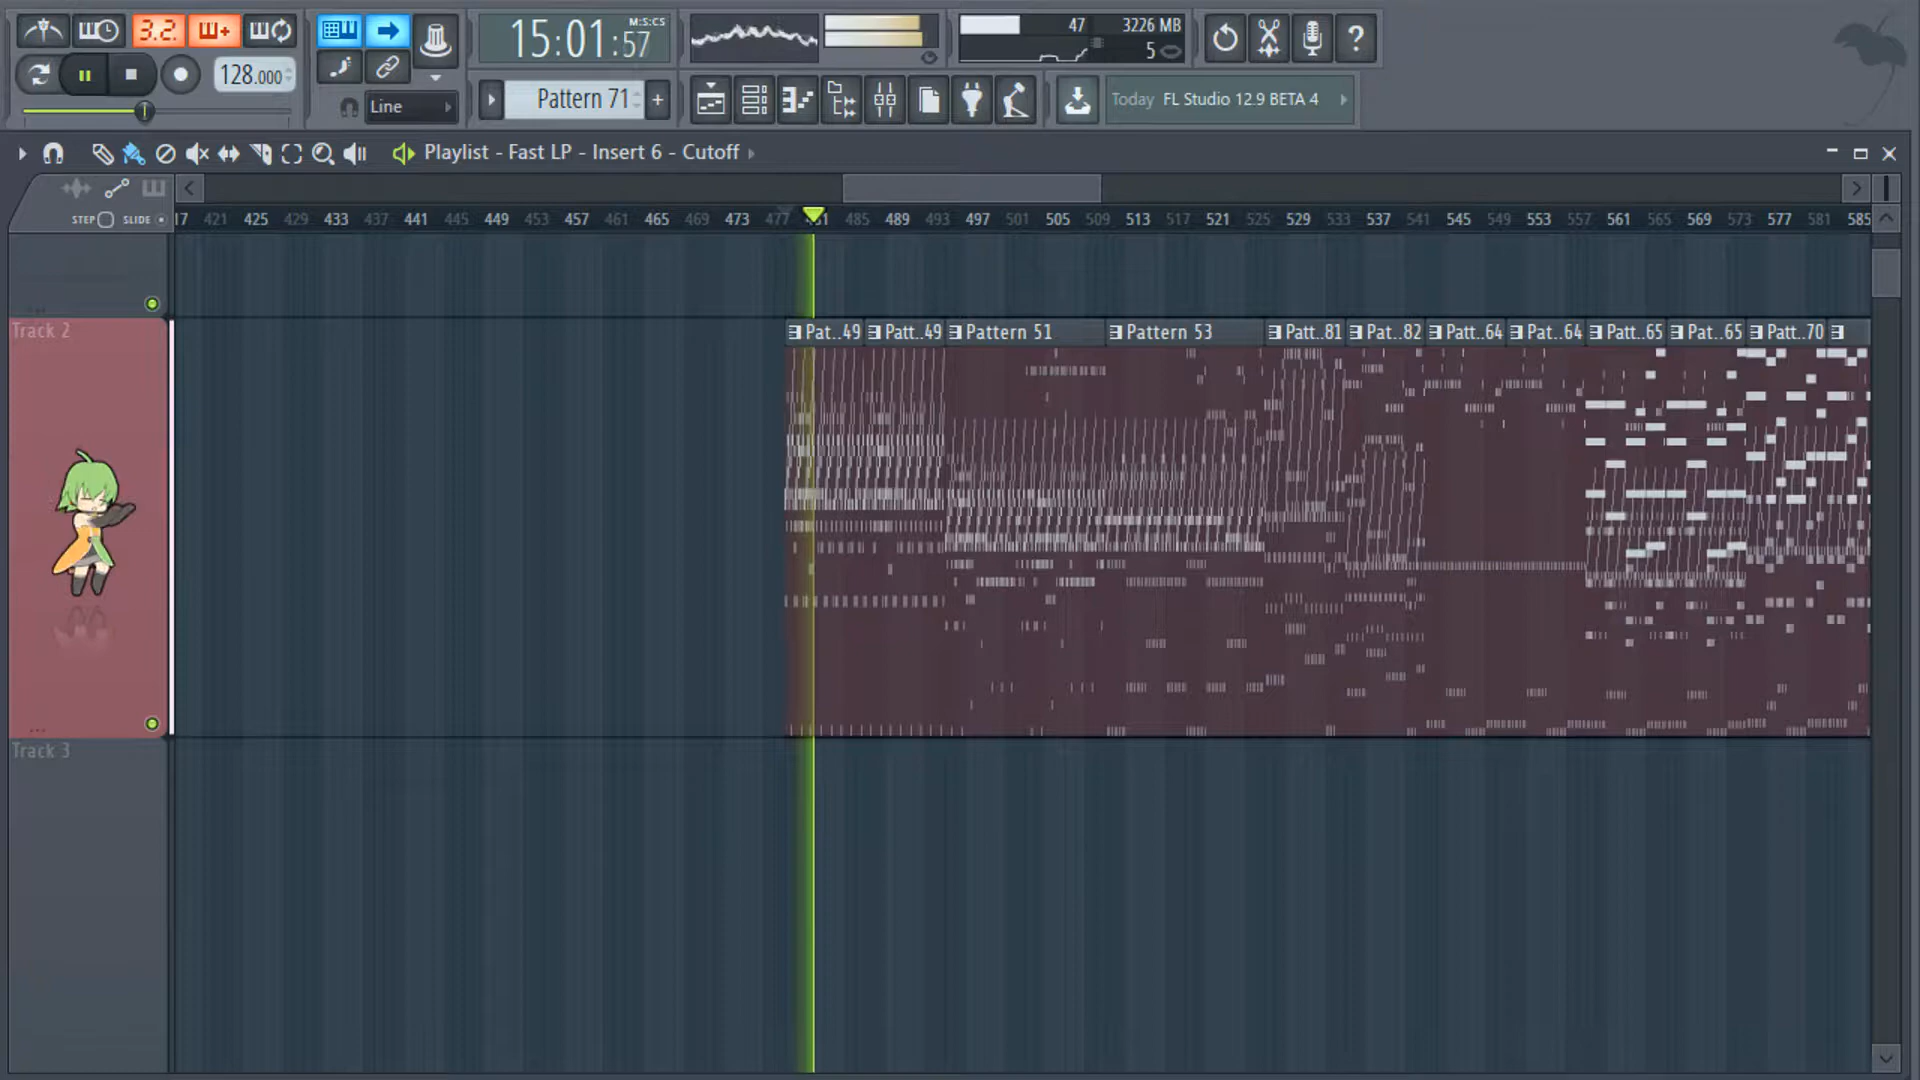 3.2.
15:01:57
M:S:CS
47
3226 MB
5
128.000
Line
Pattern 71
+
Today FL Studio 12.9 BETA 4
Playlist - Fast LP - Insert 6 - Cutoff
STEP SLIDE
17 421 425 429 433 437 441 445 449 453 457 461 465 469 473 477 481 485 489 493 497 501 505 509 513 517 521 525 529 533 537 541 545 549 553 557 561 565 569 573 577 581 585
Track 2
Pat..49 Patt..49 Pattern 51 Pattern 53 Patt..81 Pat..82 Patt..64 Pat..64 Patt..65 Pat..65 Patt..70
Track 3